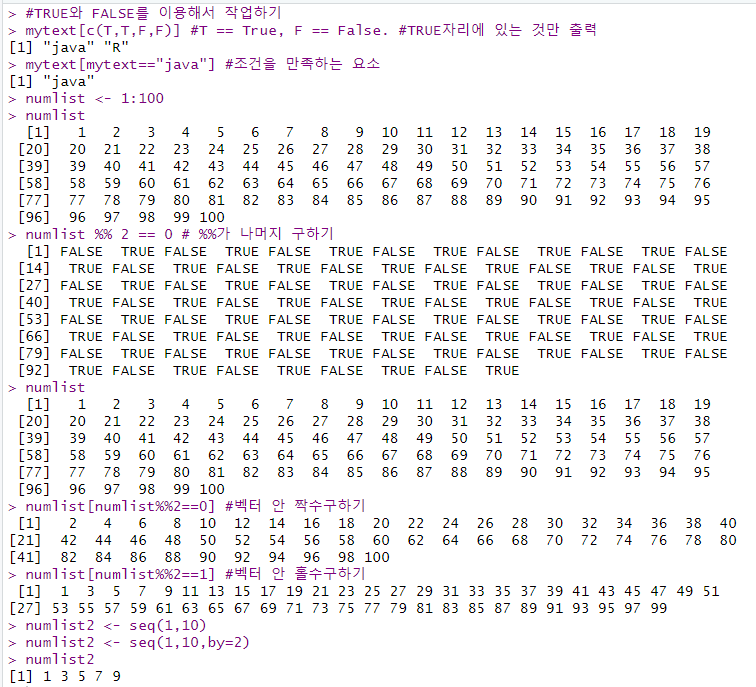 > #TRUE와 FALSE를 이용해서 작업하기
> mytext[c(T,T,F,F)] #T == True, F == False. #TRUE자리에 있는 것만 출력
[1] "java" "R"
> mytext[mytext=="java"] #조건을 만족하는 요소
[1] "java"
> numlist <- 1:100
> numlist
[1] 1 2 3 4 5 6 7 8 9 10 11 12 13 14 15 16 17 18 19
[20] 20 21 22 23 24 25 26 27 28 29 30 31 32 33 34 35 36 37 38
[39] 39 40 41 42 43 44 45 46 47 48 49 50 51 52 53 54 55 56 57
[58] 58 59 60 61 62 63 64 65 66 67 68 69 70 71 72 73 74 75 76
[77] 77 78 79 80 81 82 83 84 85 86 87 88 89 90 91 92 93 94 95
[96] 96 97 98 99 100
> numlist %% 2 == 0 # %%가 나머지 구하기
[1] FALSE TRUE FALSE TRUE FALSE TRUE FALSE TRUE FALSE TRUE FALSE TRUE FALSE
[14] TRUE FALSE TRUE FALSE TRUE FALSE TRUE FALSE TRUE FALSE TRUE FALSE TRUE
[27] FALSE TRUE FALSE TRUE FALSE TRUE FALSE TRUE FALSE TRUE FALSE TRUE FALSE
[40] TRUE FALSE TRUE FALSE TRUE FALSE TRUE FALSE TRUE FALSE TRUE FALSE TRUE
[53] FALSE TRUE FALSE TRUE FALSE TRUE FALSE TRUE FALSE TRUE FALSE TRUE FALSE
[66] TRUE FALSE TRUE FALSE TRUE FALSE TRUE FALSE TRUE FALSE TRUE FALSE TRUE
[79] FALSE TRUE FALSE TRUE FALSE TRUE FALSE TRUE FALSE TRUE FALSE TRUE FALSE
[92] TRUE FALSE TRUE FALSE TRUE FALSE TRUE FALSE TRUE
> numlist
[1] 1 2 3 4 5 6 7 8 9 10 11 12 13 14 15 16 17 18 19
[20] 20 21 22 23 24 25 26 27 28 29 30 31 32 33 34 35 36 37 38
[39] 39 40 41 42 43 44 45 46 47 48 49 50 51 52 53 54 55 56 57
[58] 58 59 60 61 62 63 64 65 66 67 68 69 70 71 72 73 74 75 76
[77] 77 78 79 80 81 82 83 84 85 86 87 88 89 90 91 92 93 94 95
[96] 96 97 98 99 100
> numlist[numlist%%2==0] #벡터 안 짝수구하기
[1] 2 4 6 8 10 12 14 16 18 20 22 24 26 28 30 32 34 36 38 40
[21] 42 44 46 48 50 52 54 56 58 60 62 64 66 68 70 72 74 76 78 80
[41] 82 84 86 88 90 92 94 96 98 100
> numlist[numlist%%2==1] #벡터 안 홀수구하기
[1] 1 3 5 7 9 11 13 15 17 19 21 23 25 27 29 31 33 35 37 39 41 43 45 47 49 51
[27] 53 55 57 59 61 63 65 67 69 71 73 75 77 79 81 83 85 87 89 91 93 95 97 99
> numlist2 <- seq(1,10)
> numlist2 <- seq(1,10,by=2)
> numlist2
[1] 1 3 5 7 9